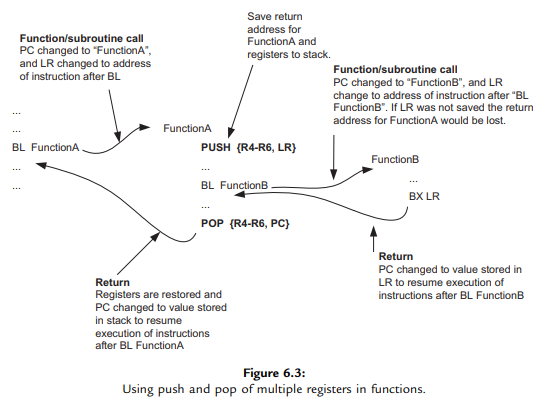 Save return
address for
FunctionA and
registers to stack.
Function/subroutine call
PC changed to “FunctionA”,
and LR changed to address
of instruction after BL
Function/subroutine call
PC changed to “FunctionB”, and LR
change to address of instruction after “BL
FunctionB”. If LR was not saved the return
address for FunctionA would be lost.
...
...
BL FunctionA
...
...
FunctionA
PUSH {R4-R6, LR}
...
BL FunctionB
...
POP {R4-R6, PC}
FunctionB
...
BX LR
Return
Registers are restored and
PC changed to value stored
in stack to resume
execution of instructions
after BL FunctionA
Return
PC changed to value stored in
LR to resume execution of
instructions after BL FunctionB
Figure 6.3:
Using push and pop of multiple registers in functions.